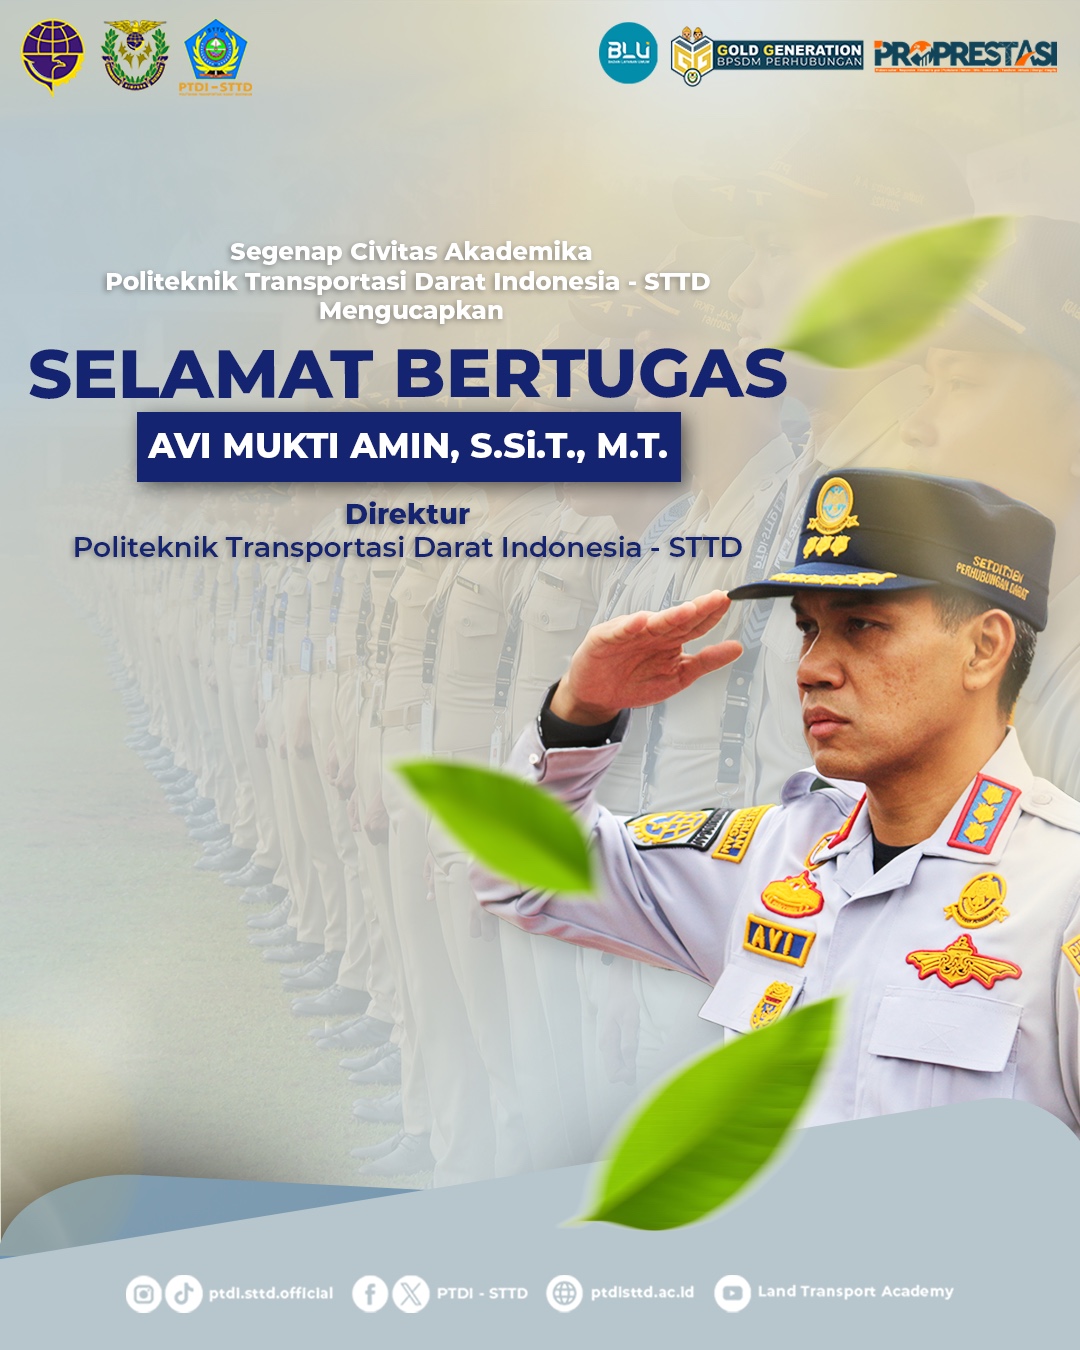 PTDI - STTD
BLU
GOLD GENERATION
BPSDM PERHUBUNGAN
PROPRESTASI
Segenap Civitas Akademika
Politeknik Transportasi Darat Indonesia - STTD
Mengucapkan
SELAMAT BERTUGAS
AVI MUKTI AMIN, S.Si.T., M.T.
Direktur
Politeknik Transportasi Darat Indonesia - STTD
SETDITJEN
PERHUBUNGAN DARAT
AVI
ptdi.sttd.official
PTDI - STTD
ptdisttd.ac.id
Land Transport Academy